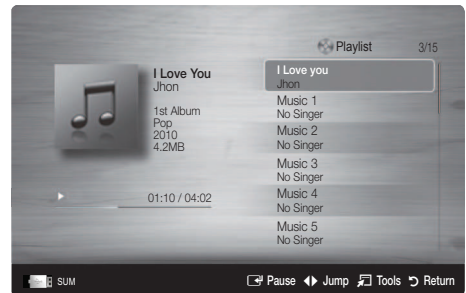 Playlist 3/15
I Love You
Jhon
1st Album
Pop
2010
4.2MB
01:10 / 04:02
I Love you
Jhon
Music 1
No Singer
Music 2
No Singer
Music 3
No Singer
Music 4
No Singer
Music 5
No Singer
SUM
Pause Jump Tools Return